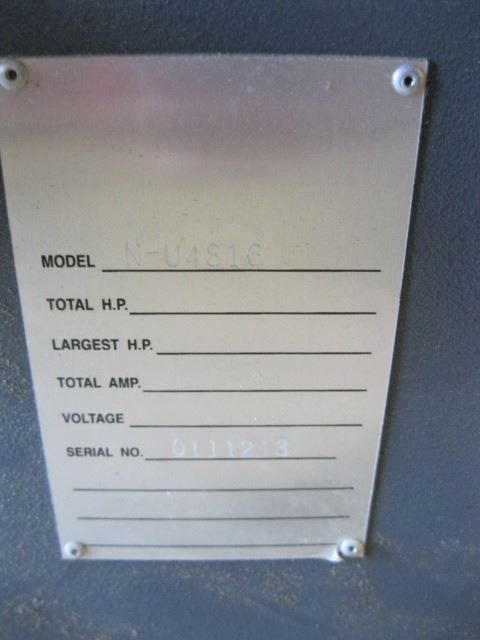 MODEL N-U4816
TOTAL H.P.
LARGEST H.P.
TOTAL AMP.
VOLTAGE
SERIAL NO. 0111213